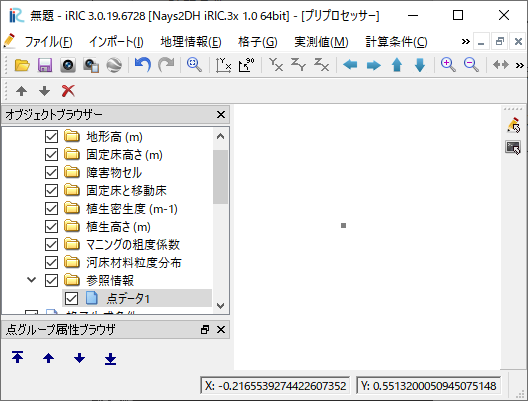 無題 - iRIC 3.0.19.6728 [Nays2DH iRIC.3x 1.0 64bit] - [プリプロセッサー]
ファイル(F) インポート(I) 地理情報(E) 格子(G) 実測値(M) 計算条件(C)
オブジェクトブラウザー
地形高 (m)
固定床高さ(m)
障害物セル
固定床と移動床
植生密生度 (m-1)
植生高さ(m)
マニングの粗度係数
河床材料粒度分布
参照情報
点データ1
点グループ属性ブラウザ
X: -0.2165539274422607352 Y: 0.5513200050945075148